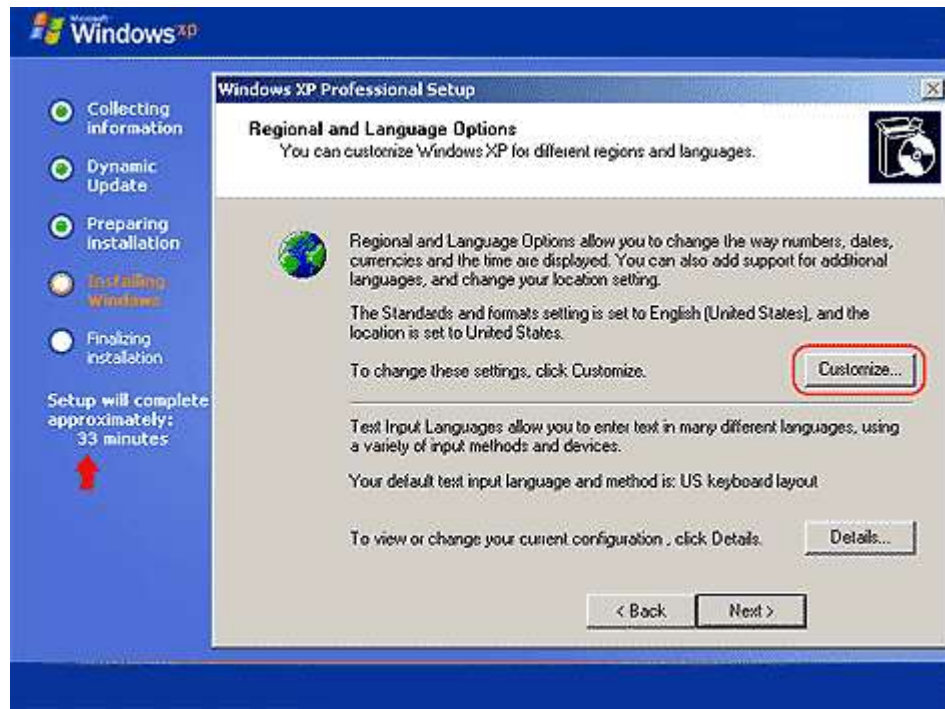 Microsoft
Windows xp
Windows XP Professional Setup
Collecting
information
Dynamic
Update
Preparing
installation
Installing
Windows
Finalizing
installation
Setup will complete
approximately:
33 minutes
Regional and Language Options
You can customize Windows XP for different regions and languages.
Regional and Language Options allow you to change the way numbers, dates,
currencies and the time are displayed. You can also add support for additional
languages, and change your location setting.
The Standards and formats setting is set to English (United States), and the
location is set to United States.
To change these settings, click Customize.
Customize...
Text Input Languages allow you to enter text in many different languages, using
a variety of input methods and devices.
Your default text input language and method is: US keyboard layout
To view or change your current configuration , click Details.
Details...
< Back
Next >